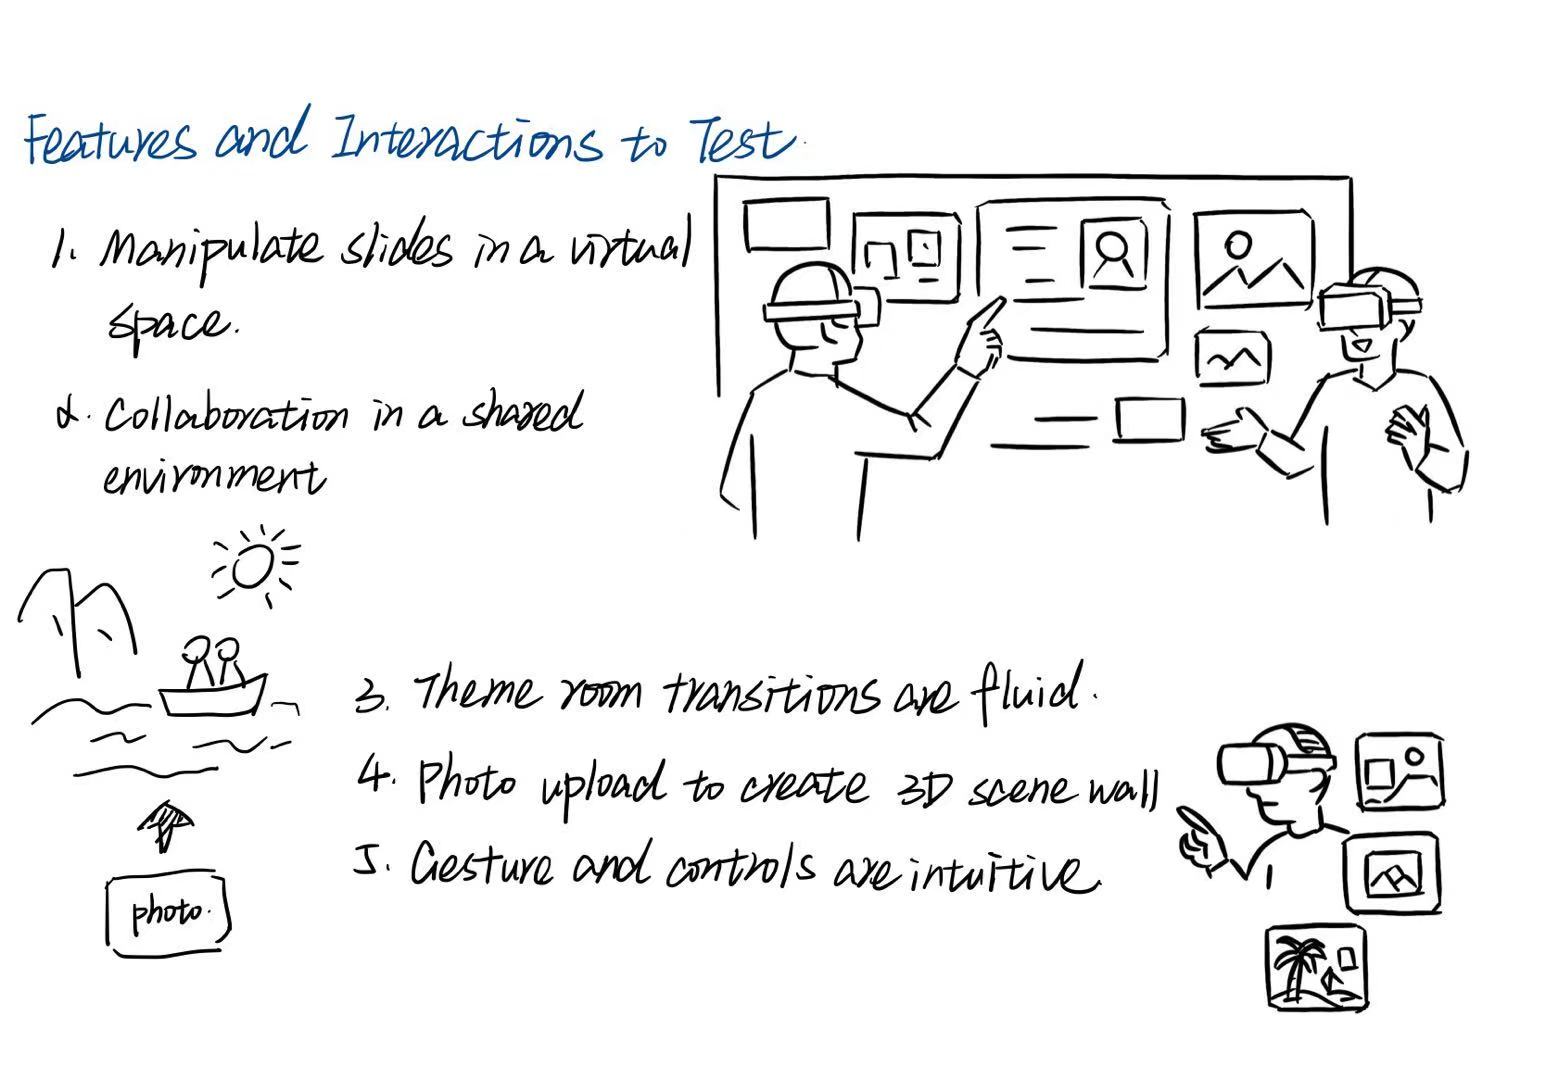 Features and Interactions to Test.
1. Manipulate slides in a virtual
space.
2. Collaboration in a shared
environment
3. Theme room transitions are fluid.
4. Photo upload to create 3D scene wall
5. Gesture and controls are intuitive.
photo.